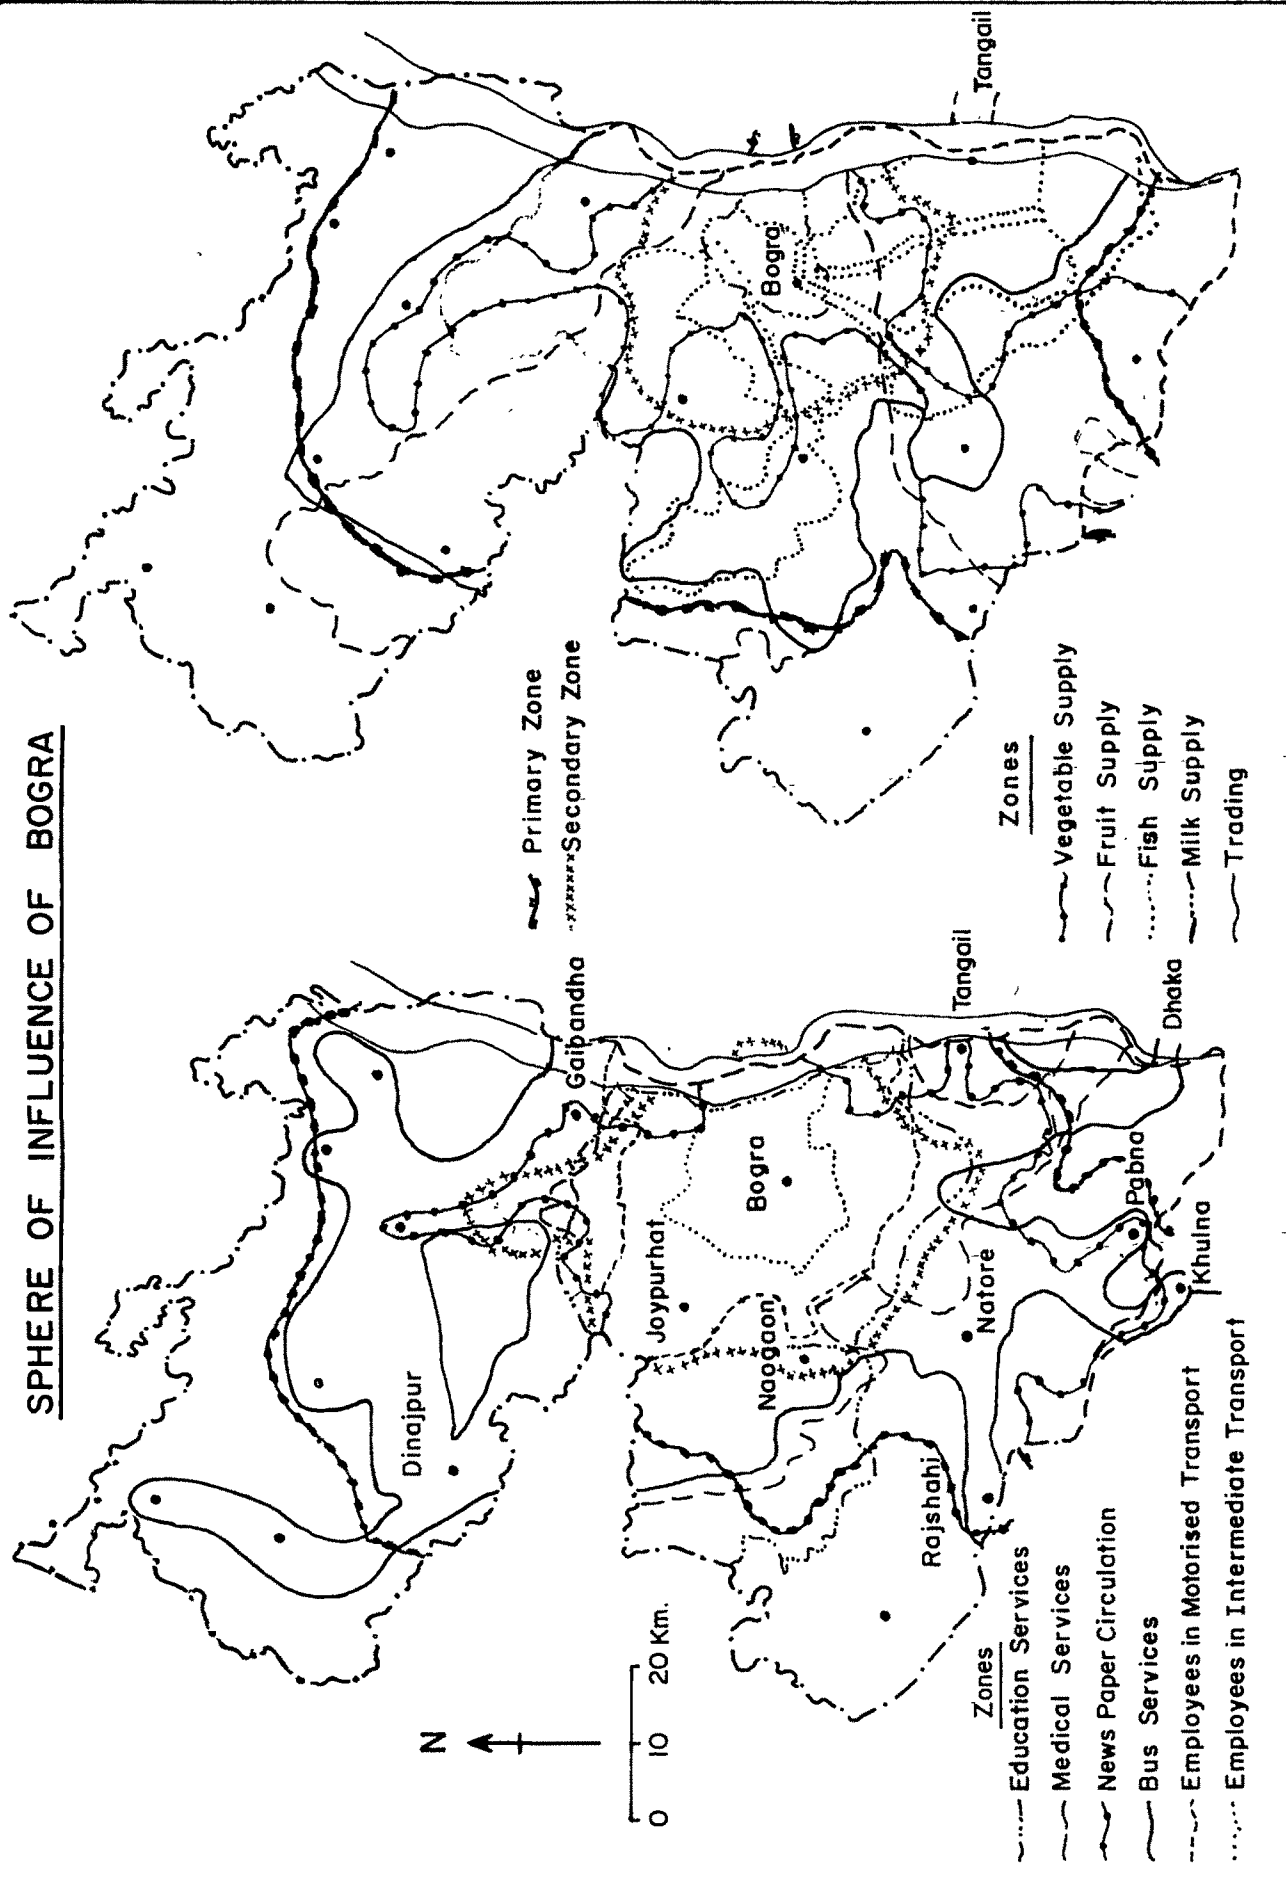 SPHERE OF INFLUENCE OF BOGRA
N
0 10 20 Km.
Dinajpur
Gaibandha
Joypurhat
Naogaon
Bogra
Rajshahi
Natore
Tangail
Pabna
Dhaka
Khulna
Zones
Education Services
Medical Services
News Paper Circulation
Bus Services
Employees in Motorised Transport
Employees in Intermediate Transport
Primary Zone
Secondary Zone
Bogra
Tangail
Zones
Vegetable Supply
Fruit Supply
Fish Supply
Milk Supply
Trading